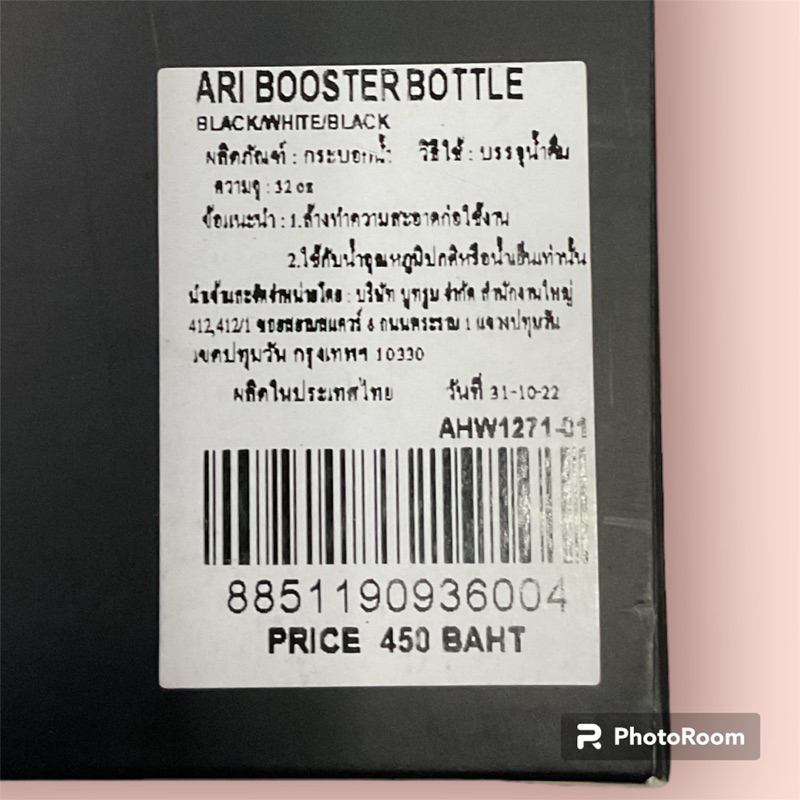 ARI BOOSTER BOTTLE
BLACK/WHITE/BLACK
ผลิตภัณฑ์ : กระบอกน้ำ วิธีใช้ : บรรจุน้ำดื่ม
ความจุ : 32 oz
ข้อแนะนำ : 1.ล้างทำความสะอาดก่อใช้งาน
2.ใช้กับน้ำอุณหภูมิปกติหรือน้ำเย็นเท่านั้น
นำเข้าและจัดจำหน่ายโดย : บริษัท บูทรูม จำกัด สำนักงานใหญ่
412,412/1 ซอยสยามสแควร์ 6 ถนนพระราม 1 แขวงปทุมวัน
เขตปทุมวัน กรุงเทพฯ 10330
ผลิตในประเทศไทย วันที่ 31-10-22
AHW1271-01
8851190936004
PRICE 450 BAHT
PhotoRoom